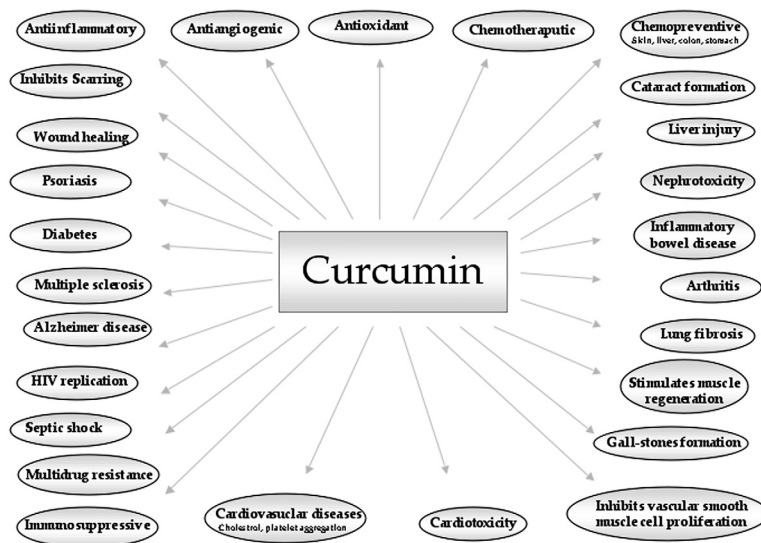 Antiinflammatory
Antiangiogenic
Antioxidant
Chemotheraputic
Chemopreventive
Skin, liver, colon, stomach
Inhibits Scarring
Cataract formation
Wound healing
Liver injury
Psoriasis
Nephrotoxicity
Diabetes
Inflammatory
bowel disease
Curcumin
Multiple sclerosis
Arthritis
Alzheimer disease
Lung fibrosis
HIV replication
Stimulates muscle
regeneration
Septic shock
Gall-stones formation
Multidrug resistance
Immunosuppressive
Cardiovasuclar diseases
Cholestrol, platelet aggregation
Cardiotoxicity
Inhibits vascular smooth
muscle cell proliferation